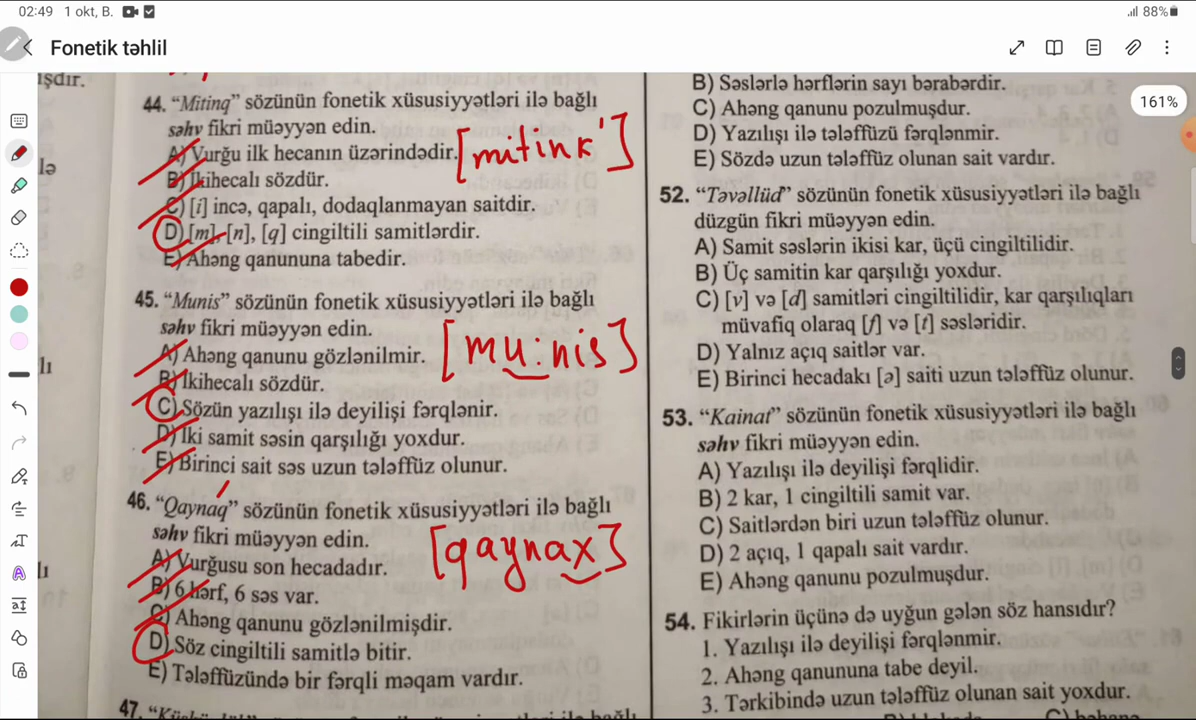 02:49 1 okt, B. 88%
Fonetik təhlil
161%
ışdır.
lə
lı
lı
44. “Mitinq” sözünün fonetik xüsusiyyətləri ilə bağlı
səhv fikri müəyyən edin.
A) Vurğu ilk hecanın üzərindədir. [mitink']
B) İkihecalı sözdür.
C) [i] incə, qapalı, dodaqlanmayan saitdir.
D) [m], [n], [q] cingiltili samitlərdir.
E) Ahəng qanununa tabedir.
45. “Munis” sözünün fonetik xüsusiyyətləri ilə bağlı
səhv fikri müəyyən edin.
A) Ahəng qanunu gözlənilmir. [mu:nis]
B) İkihecalı sözdür.
C) Sözün yazılışı ilə deyilişi fərqlənir.
D) İki samit səsin qarşılığı yoxdur.
E) Birinci sait səs uzun tələffüz olunur.
46. “Qaynaq” sözünün fonetik xüsusiyyətləri ilə bağlı
səhv fikri müəyyən edin. [qaynax]
A) Vurğusu son hecadadır.
B) 6 hərf, 6 səs var.
C) Ahəng qanunu gözlənilmişdir.
D) Söz cingiltili samitlə bitir.
E) Tələffüzündə bir fərqli məqam vardır.
47.
B) Səslərlə hərflərin sayı bərabərdir.
C) Ahəng qanunu pozulmuşdur.
D) Yazılışı ilə tələffüzü fərqlənmir.
E) Sözdə uzun tələffüz olunan sait vardır.
52. “Təvəllüd” sözünün fonetik xüsusiyyətləri ilə bağlı
düzgün fikri müəyyən edin.
A) Samit səslərin ikisi kar, üçü cingiltilidir.
B) Üç samitin kar qarşılığı yoxdur.
C) [v] və [d] samitləri cingiltilidir, kar qarşılıqları
müvafiq olaraq [f] və [t] səsləridir.
D) Yalnız açıq saitlər var.
E) Birinci hecadakı [ə] saiti uzun tələffüz olunur.
53. “Kainat” sözünün fonetik xüsusiyyətləri ilə bağlı
səhv fikri müəyyən edin.
A) Yazılışı ilə deyilişi fərqlidir.
B) 2 kar, 1 cingiltili samit var.
C) Saitlərdən biri uzun tələffüz olunur.
D) 2 açıq, 1 qapalı sait vardır.
E) Ahəng qanunu pozulmuşdur.
54. Fikirlərin üçünə də uyğun gələn söz hansıdır?
1. Yazılışı ilə deyilişi fərqlənmir.
2. Ahəng qanununa tabe deyil.
3. Tərkibində uzun tələffüz olunan sait yoxdur.